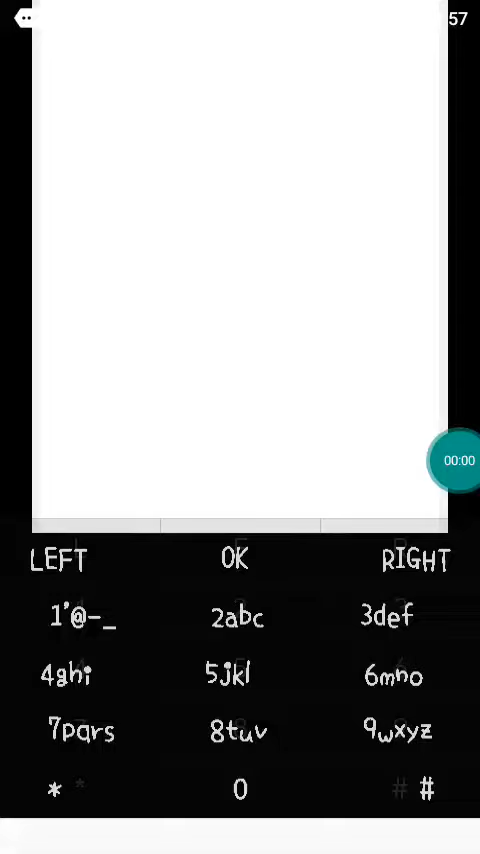 57
00:00
LEFT OK RIGHT
1'@-_ 2abc 3def
4ghi 5jkl 6mno
7pqrs 8tuv 9wxyz
* * 0 # #